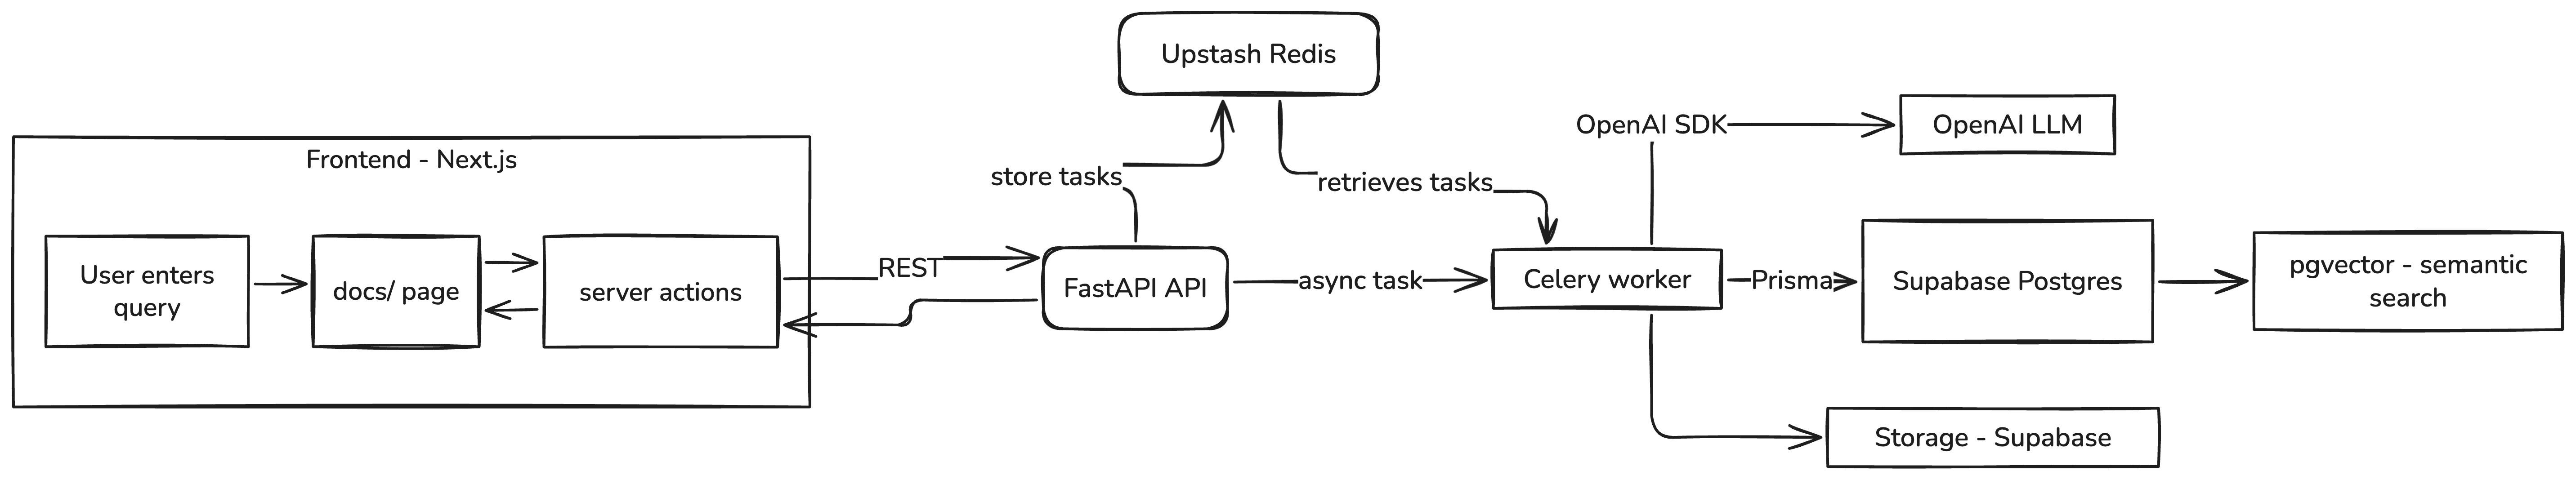 Upstash Redis
OpenAI SDK
OpenAI LLM
Frontend - Next.js
store tasks
retrieves tasks
User enters
query
docs/ page
server actions
REST
FastAPI API
async task
Celery worker
Prisma
Supabase Postgres
pgvector - semantic
search
Storage - Supabase